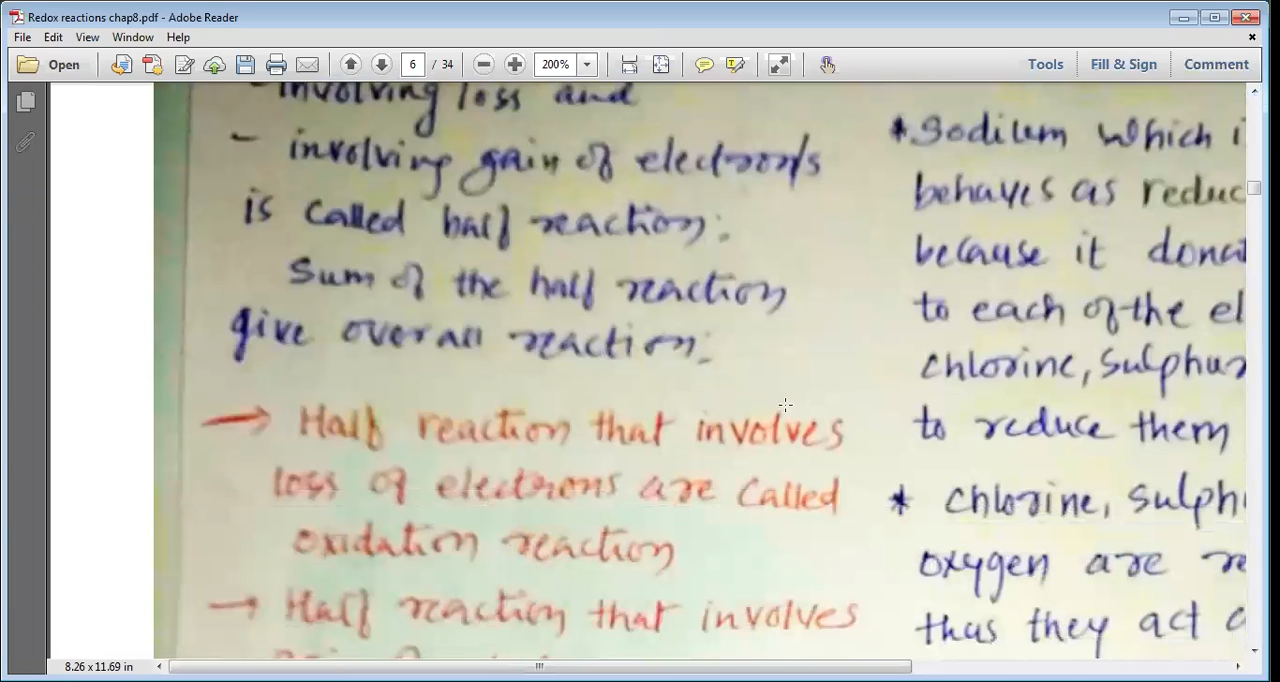 Redox reactions chap8.pdf - Adobe Reader
File Edit View Window Help
Open 6 / 34 200% Tools Fill & Sign Comment
- involving loss and
- involving gain of electrons
is called half reaction:
Sum of the half reaction
give overall reaction:
→ Half reaction that involves
loss of electrons are called
oxidation reaction
→ Half reaction that involves
* Sodium which i
behaves as reduc
because it donat
to each of the el
chlorine, sulphur
to reduce them
* chlorine, sulph
oxygen are re
thus they act
8.26 x 11.69 in